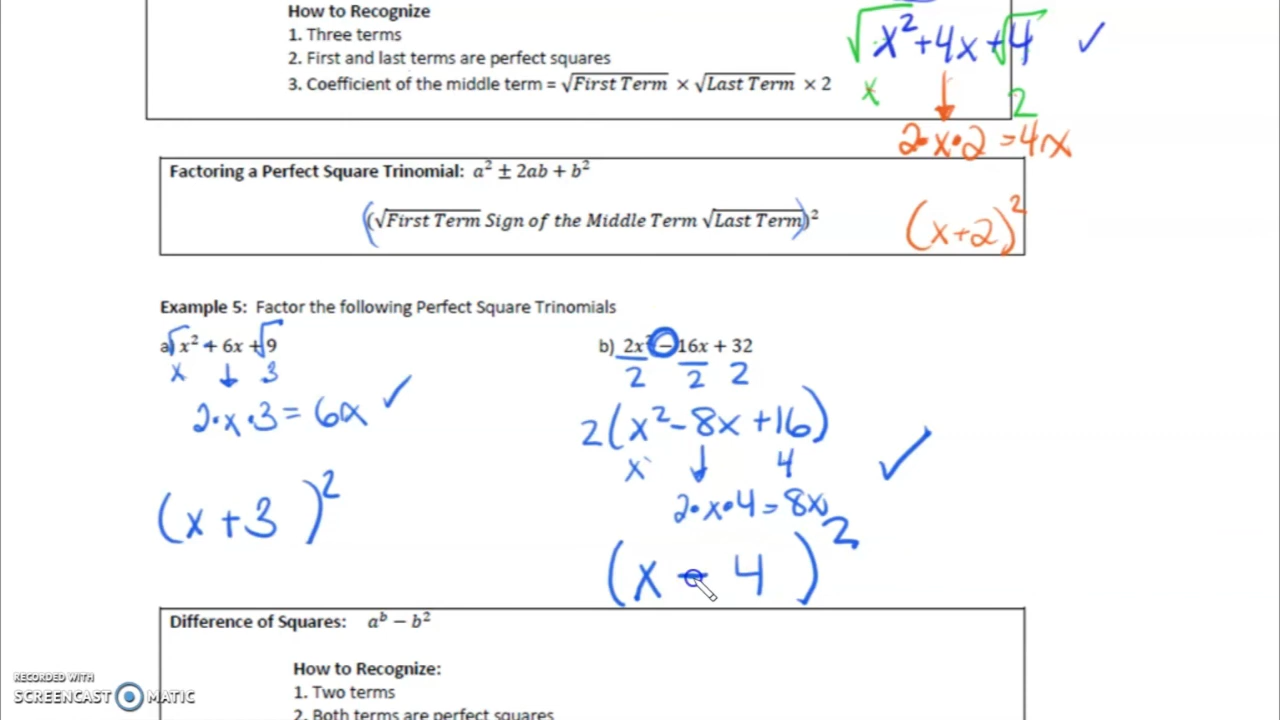 How to Recognize
1. Three terms
2. First and last terms are perfect squares
3. Coefficient of the middle term = √First Term × √Last Term × 2
√x²+4x+√4 ✓
x ↓ 2
2·x·2 = 4x
Factoring a Perfect Square Trinomial: a² ± 2ab + b²
((√First Term Sign of the Middle Term √Last Term))²
(x+2)²
Example 5: Factor the following Perfect Square Trinomials
a) √x² + 6x + √9
x ↓ 3
2·x·3 = 6x ✓
(x+3)²
b) 2x² − 16x + 32
2 2 2
2(x²-8x+16)
x ↓ 4
2·x·4=8x ✓
(x - 4)²
Difference of Squares: aᵇ − b²
How to Recognize:
1. Two terms
2. Both terms are perfect squares
RECORDED WITH
SCREENCAST MATIC